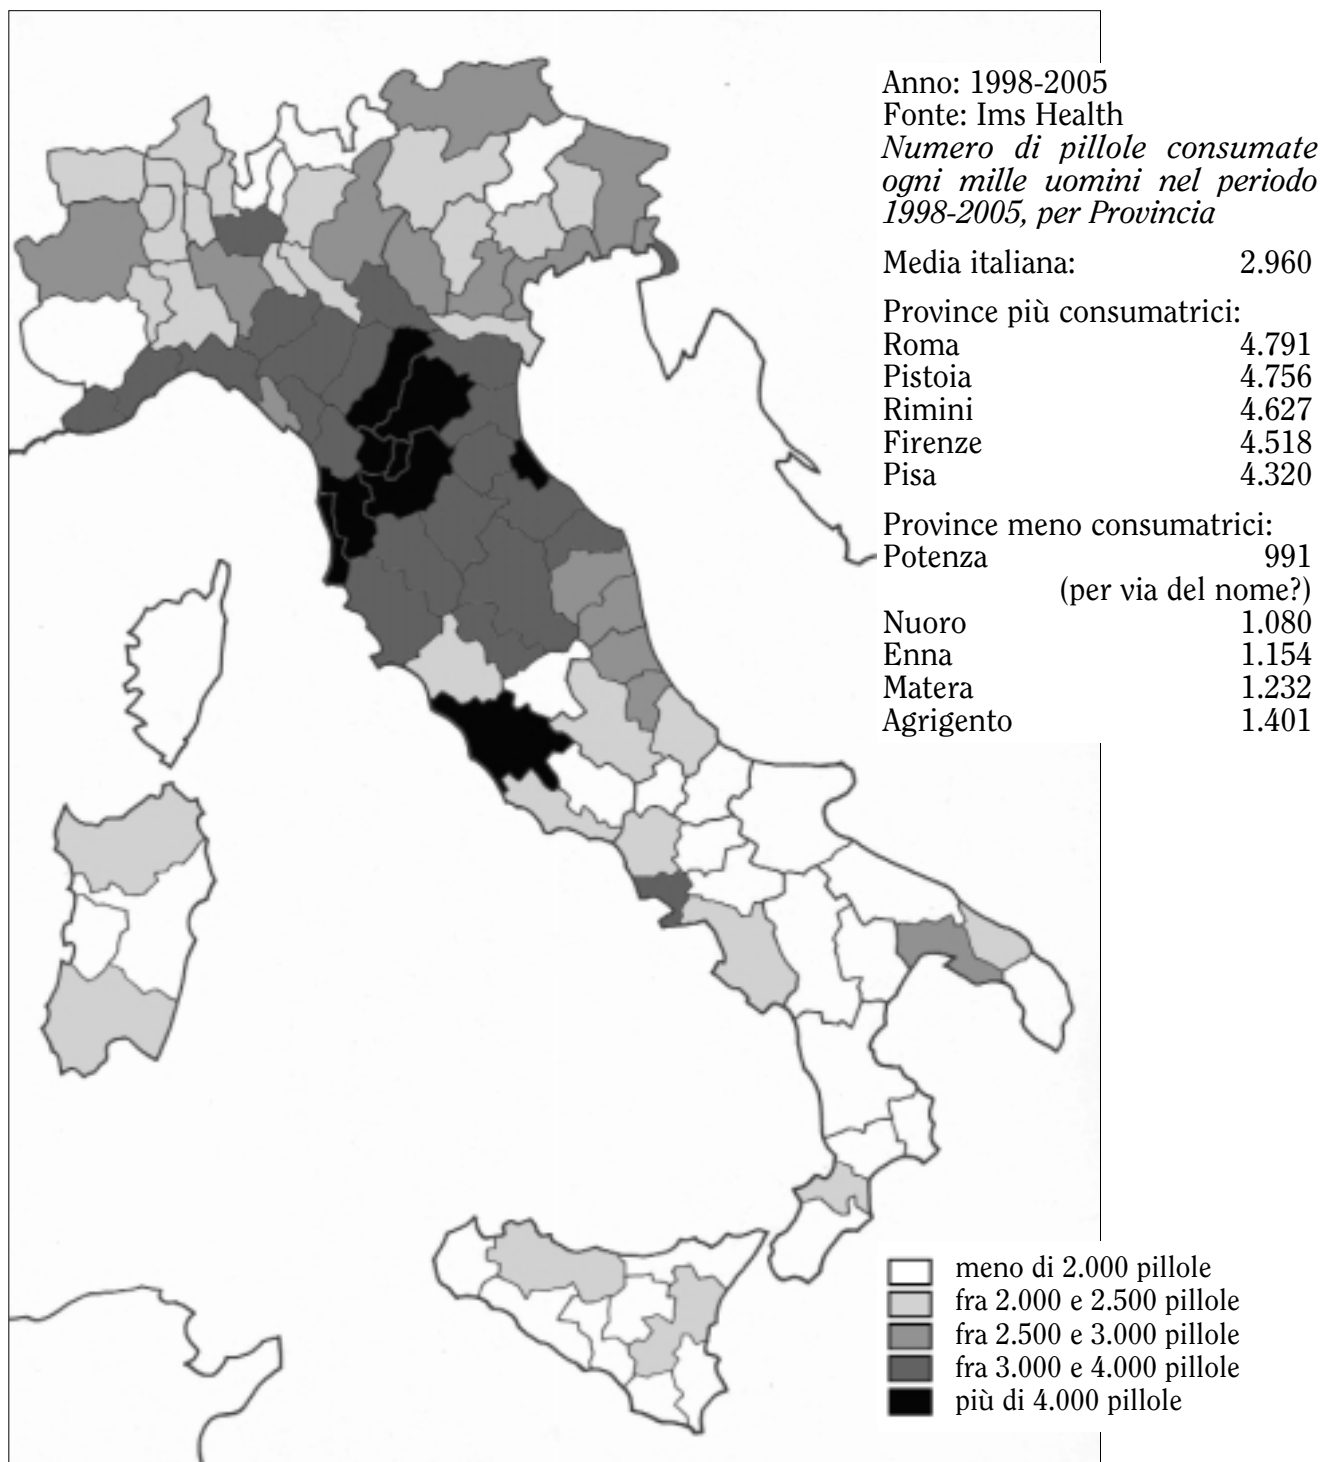 Anno: 1998-2005
Fonte: Ims Health
Numero di pillole consumate
ogni mille uomini nel periodo
1998-2005, per Provincia
Media italiana: 2.960
Province più consumatrici:
Roma 4.791
Pistoia 4.756
Rimini 4.627
Firenze 4.518
Pisa 4.320
Province meno consumatrici:
Potenza 991
(per via del nome?)
Nuoro 1.080
Enna 1.154
Matera 1.232
Agrigento 1.401
meno di 2.000 pillole
fra 2.000 e 2.500 pillole
fra 2.500 e 3.000 pillole
fra 3.000 e 4.000 pillole
più di 4.000 pillole